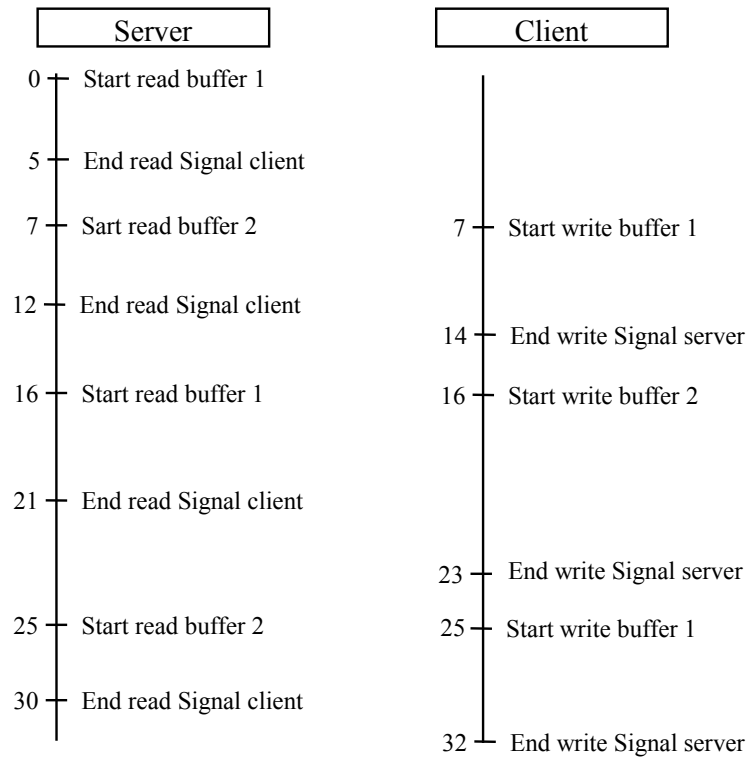 Server
0 Start read buffer 1
5 End read Signal client
7 Sart read buffer 2
12 End read Signal client
16 Start read buffer 1
21 End read Signal client
25 Start read buffer 2
30 End read Signal client
Client
7 Start write buffer 1
14 End write Signal server
16 Start write buffer 2
23 End write Signal server
25 Start write buffer 1
32 End write Signal server